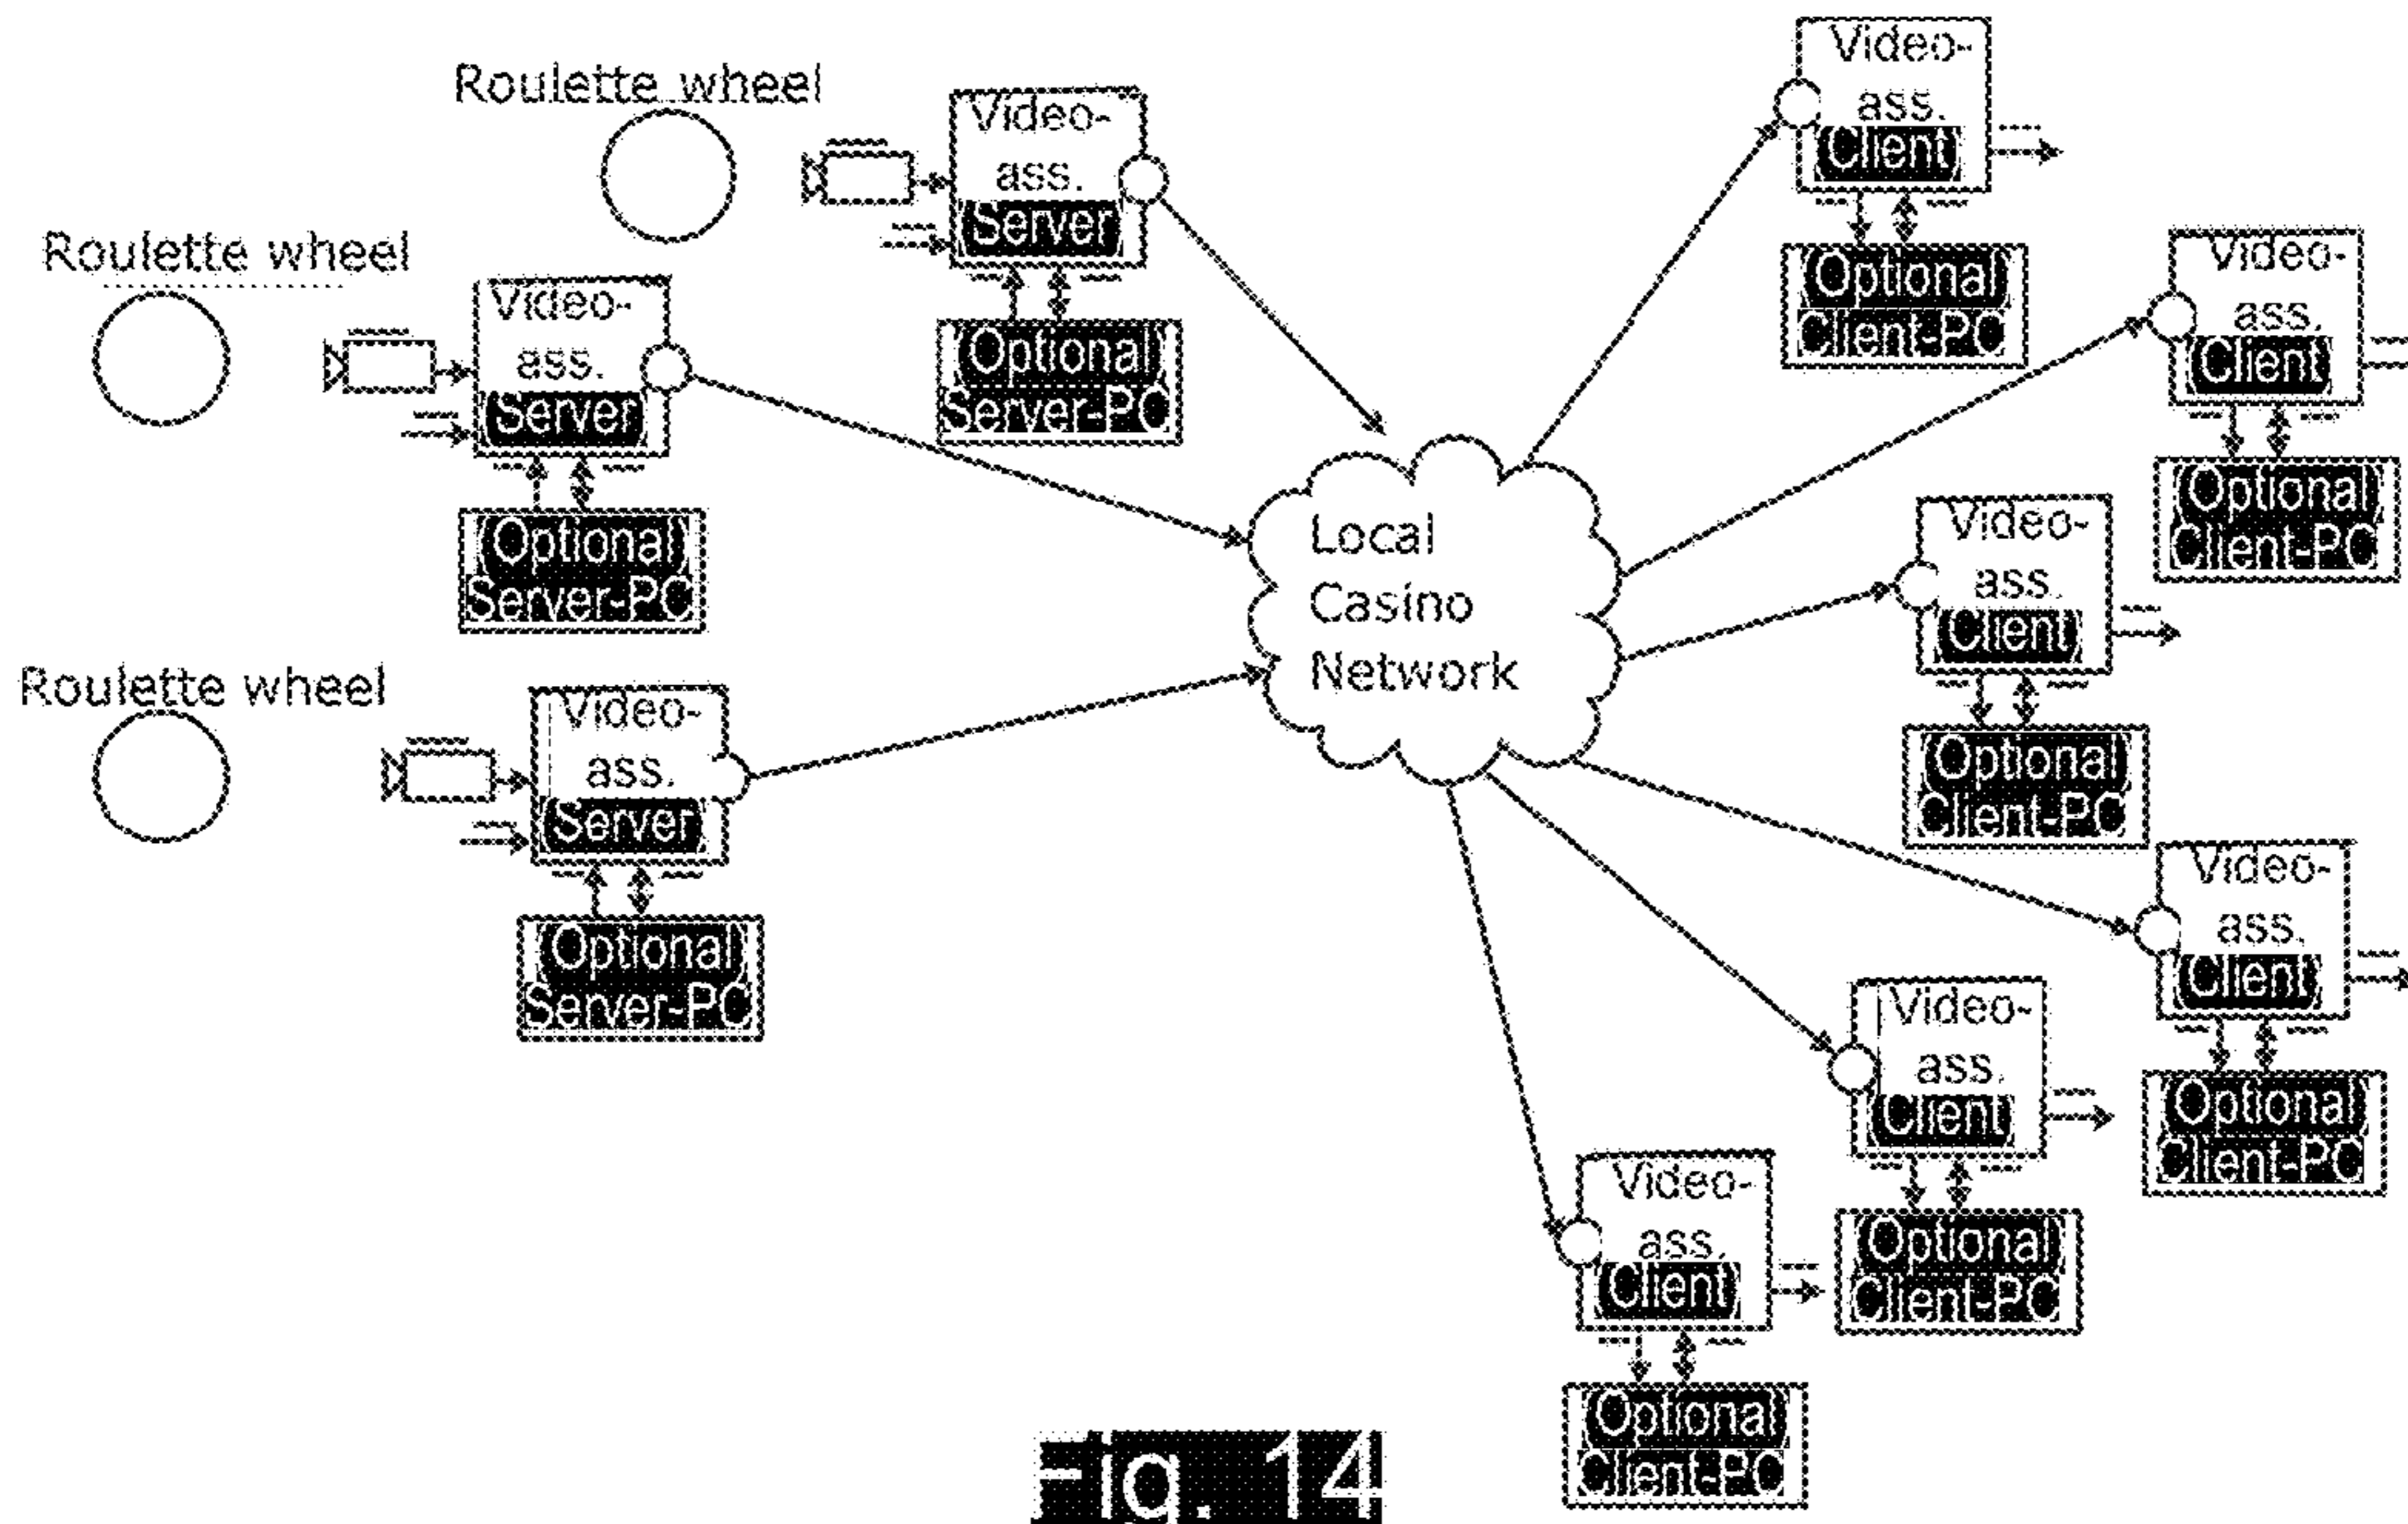 Roulette wheel
Video-
ass.
Server
Optional
Server-PC
Roulette wheel
Video-
ass.
Server
Optional
Server-PC
Roulette wheel
Video-
ass.
Server
Optional
Server-PC
Local
Casino
Network
Video-
ass.
Client
Optional
Client-PC
Video-
ass.
Client
Optional
Client-PC
Video-
ass.
Client
Optional
Client-PC
Video-
ass.
Client
Optional
Client-PC
Video-
ass.
Client
Optional
Client-PC
Video-
ass.
Client
Optional
Client-PC
Fig. 14